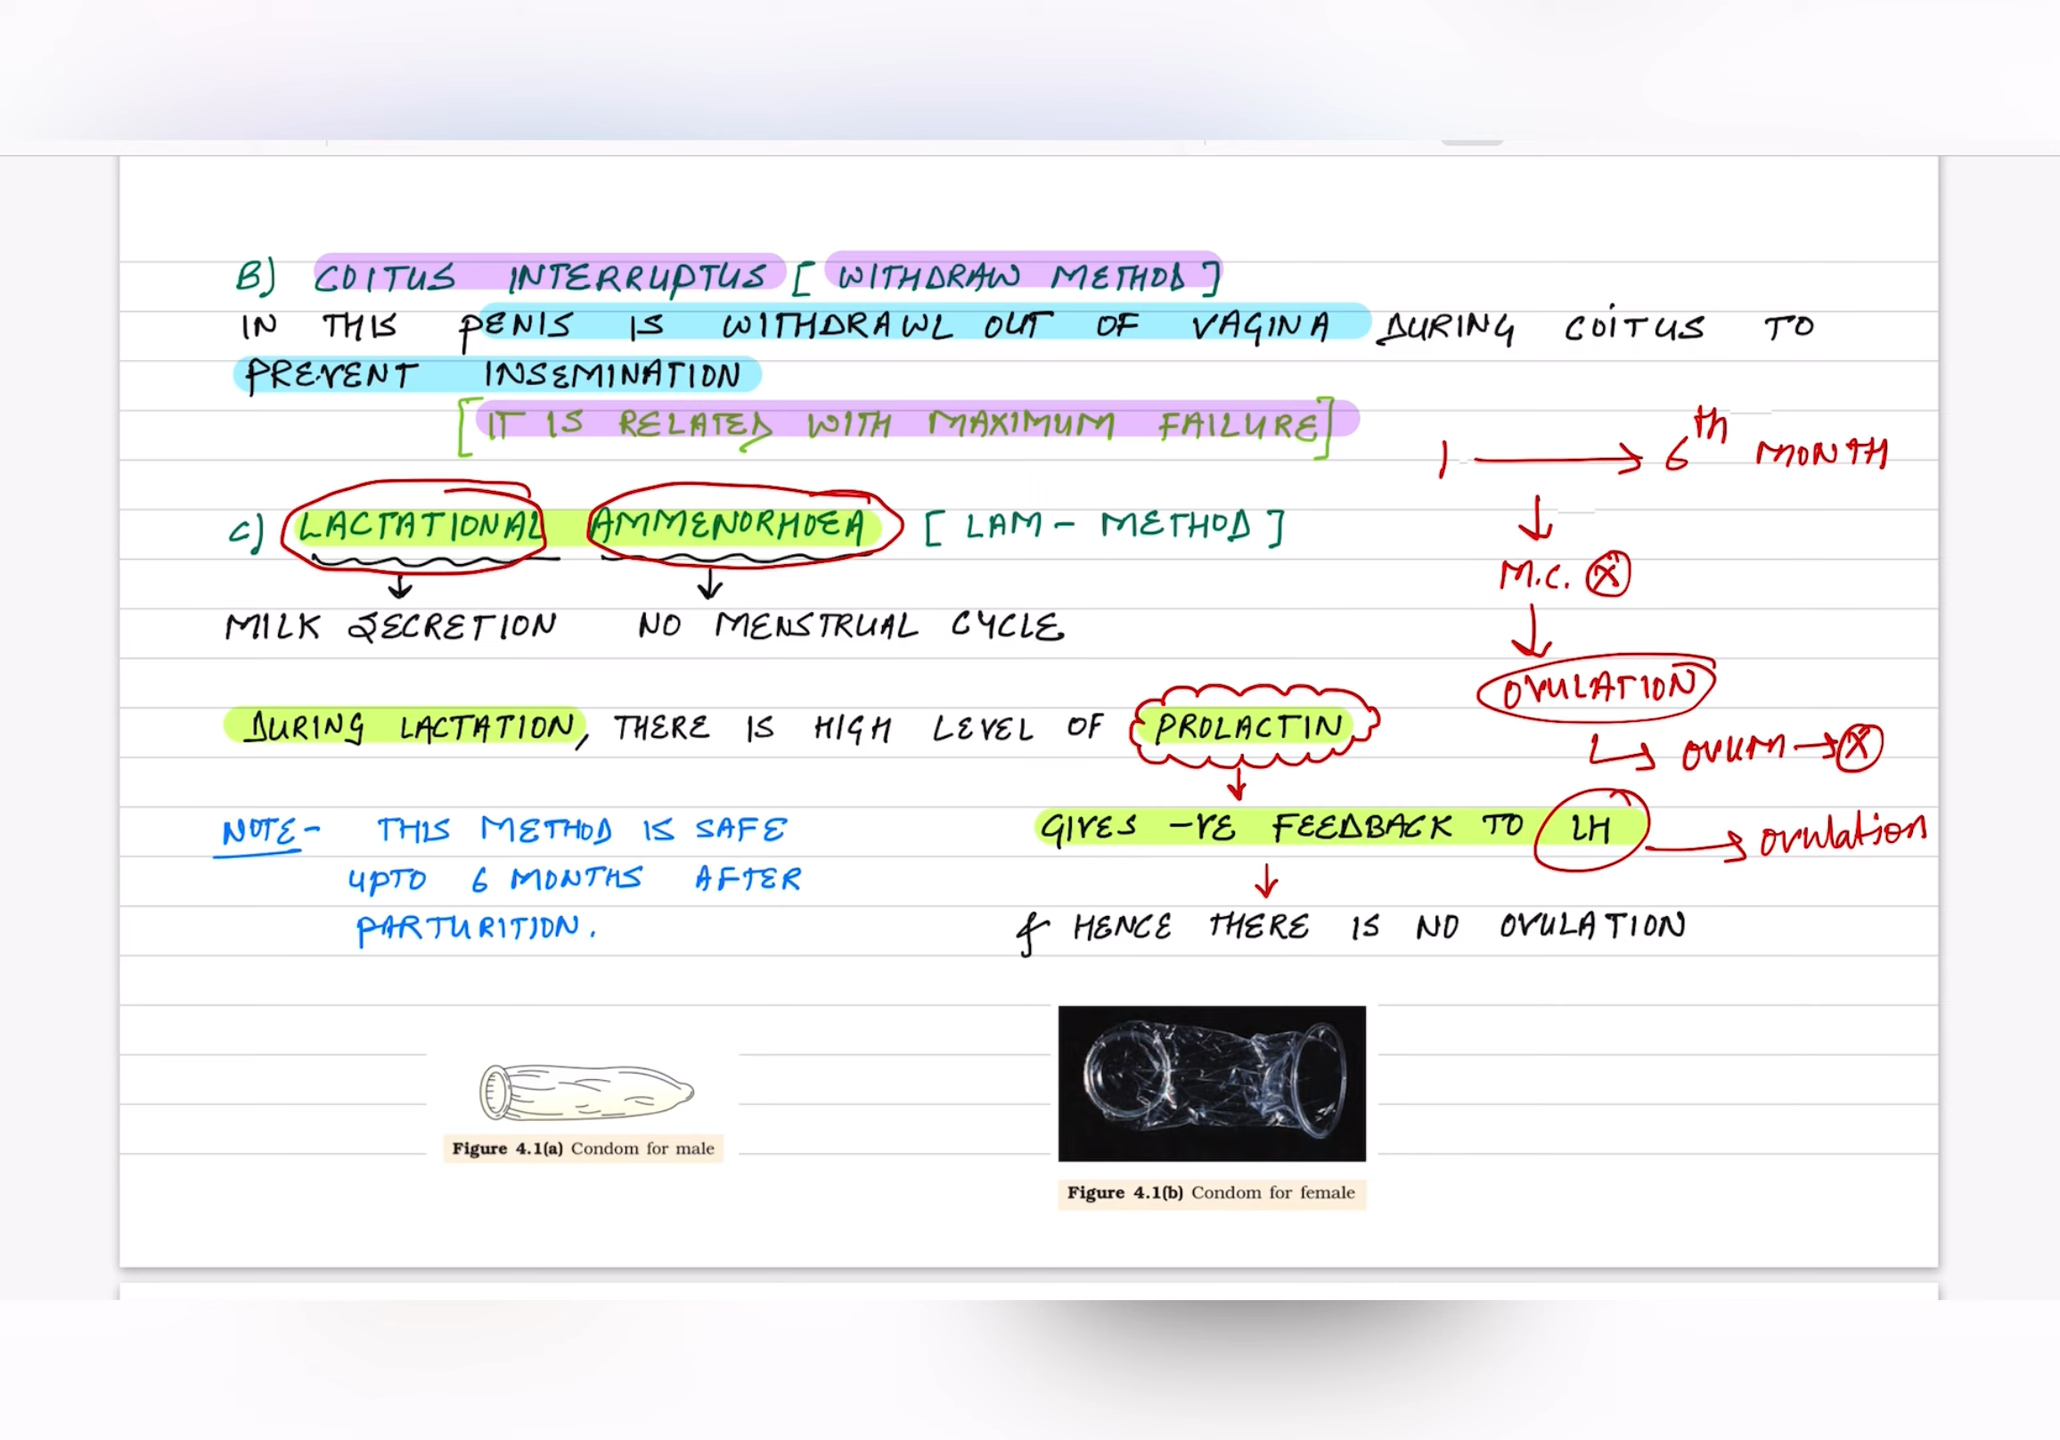 B) COITUS INTERRUPTUS [ WITHDRAW METHOD ]
IN THIS PENIS IS WITHDRAWL OUT OF VAGINA DURING COITUS TO
PREVENT INSEMINATION
[IT IS RELATED WITH MAXIMUM FAILURE]
1 → 6th MONTH
C) LACTATIONAL AMMENORHOEA [ LAM - METHOD ]
M.C. X
MILK SECRETION NO MENSTRUAL CYCLE
OVULATION
DURING LACTATION, THERE IS HIGH LEVEL OF PROLACTIN
OVUM → X
NOTE - THIS METHOD IS SAFE
UPTO 6 MONTHS AFTER
PARTURITION.
GIVES -VE FEEDBACK TO LH → ovulation
& HENCE THERE IS NO OVULATION
Figure 4.1(a) Condom for male
Figure 4.1(b) Condom for female